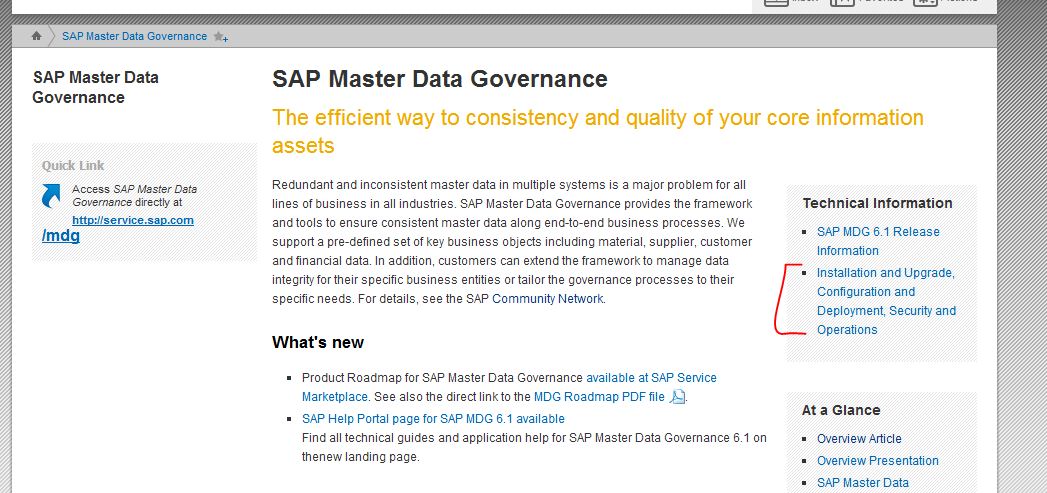 SAP Master Data Governance
SAP Master Data
Governance
Quick Link
Access SAP Master Data
Governance directly at
http://service.sap.com
/mdg
SAP Master Data Governance
The efficient way to consistency and quality of your core information
assets
Redundant and inconsistent master data in multiple systems is a major problem for all
lines of business in all industries. SAP Master Data Governance provides the framework
and tools to ensure consistent master data along end-to-end business processes. We
support a pre-defined set of key business objects including material, supplier, customer
and financial data. In addition, customers can extend the framework to manage data
integrity for their specific business entities or tailor the governance processes to their
specific needs. For details, see the SAP Community Network.
What's new
Product Roadmap for SAP Master Data Governance available at SAP Service
Marketplace. See also the direct link to the MDG Roadmap PDF file.
SAP Help Portal page for SAP MDG 6.1 available
Find all technical guides and application help for SAP Master Data Governance 6.1 on
thenew landing page.
Technical Information
SAP MDG 6.1 Release
Information
Installation and Upgrade,
Configuration and
Deployment, Security and
Operations
At a Glance
Overview Article
Overview Presentation
SAP Master Data